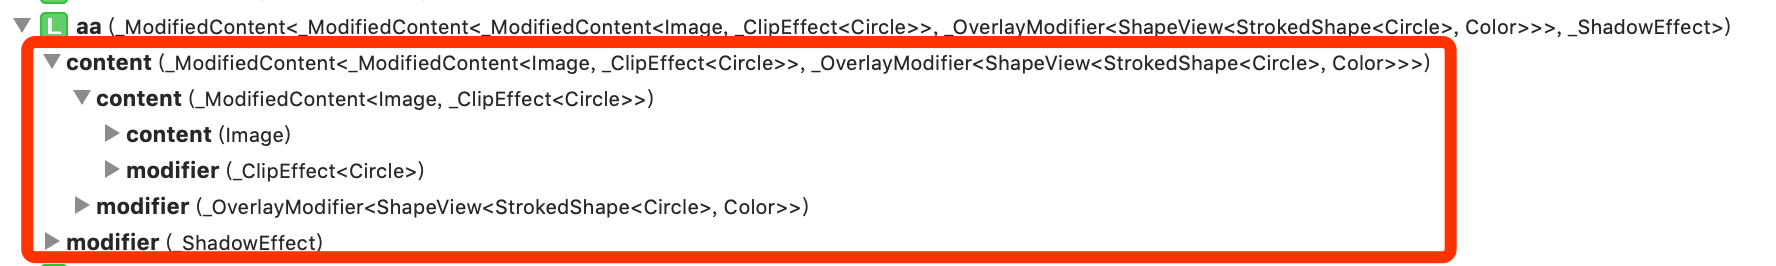 L aa (_ModifiedContent<_ModifiedContent<_ModifiedContent<Image, _ClipEffect<Circle>>, _OverlayModifier<ShapeView<StrokedShape<Circle>, Color>>>, _ShadowEffect>)
content (_ModifiedContent<_ModifiedContent<Image, _ClipEffect<Circle>>, _OverlayModifier<ShapeView<StrokedShape<Circle>, Color>>>)
content (_ModifiedContent<Image, _ClipEffect<Circle>>)
content (Image)
modifier (_ClipEffect<Circle>)
modifier (_OverlayModifier<ShapeView<StrokedShape<Circle>, Color>>)
modifier (_ShadowEffect)